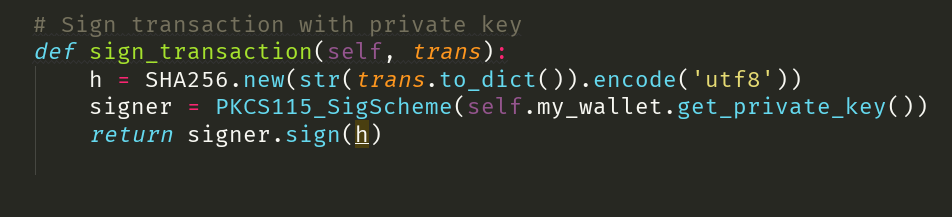 # Sign transaction with private key
def sign_transaction(self, trans):
    h = SHA256.new(str(trans.to_dict()).encode('utf8'))
    signer = PKCS115_SigScheme(self.my_wallet.get_private_key())
    return signer.sign(h)